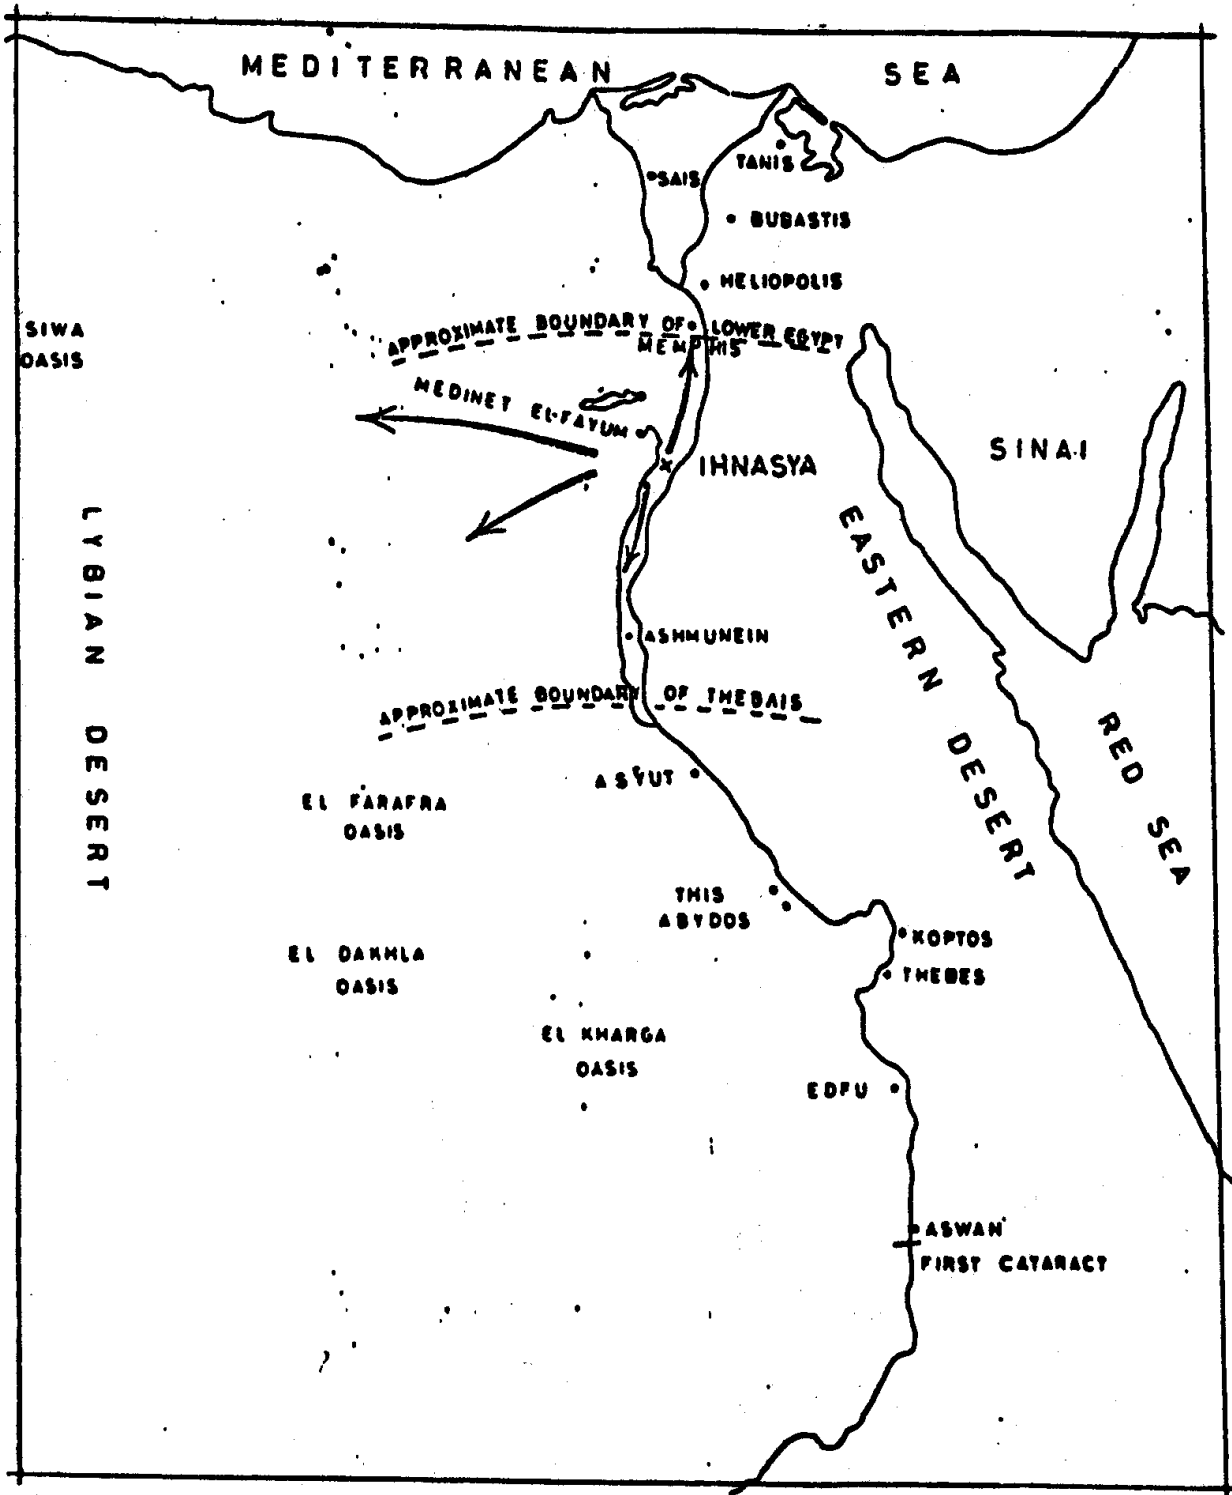 MEDITERRANEAN SEA
TANIS
SAIS
BUBASTIS
HELIOPOLIS
SIWA
OASIS
APPROXIMATE BOUNDARY OF LOWER EGYPT
MEMPHIS
MEDINET EL-FAYUM
IHNASYA
SINAI
LYBIAN DESERT
EASTERN DESERT
RED SEA
ASHMUNEIN
APPROXIMATE BOUNDARY OF THEBAIS
ASYUT
EL FARAFRA
OASIS
THIS
ABYDOS
KOPTOS
THEBES
EL DAKHLA
OASIS
EL KHARGA
OASIS
EDFU
ASWAN
FIRST CATARACT